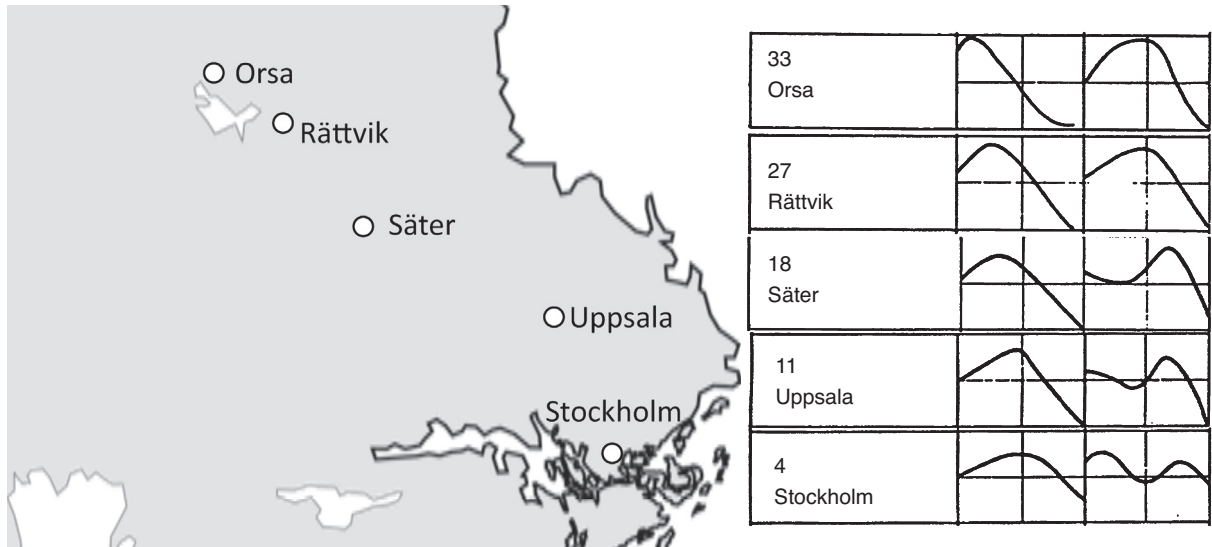 Orsa
Rättvik
Säter
Uppsala
Stockholm
33
Orsa
27
Rättvik
18
Säter
11
Uppsala
4
Stockholm